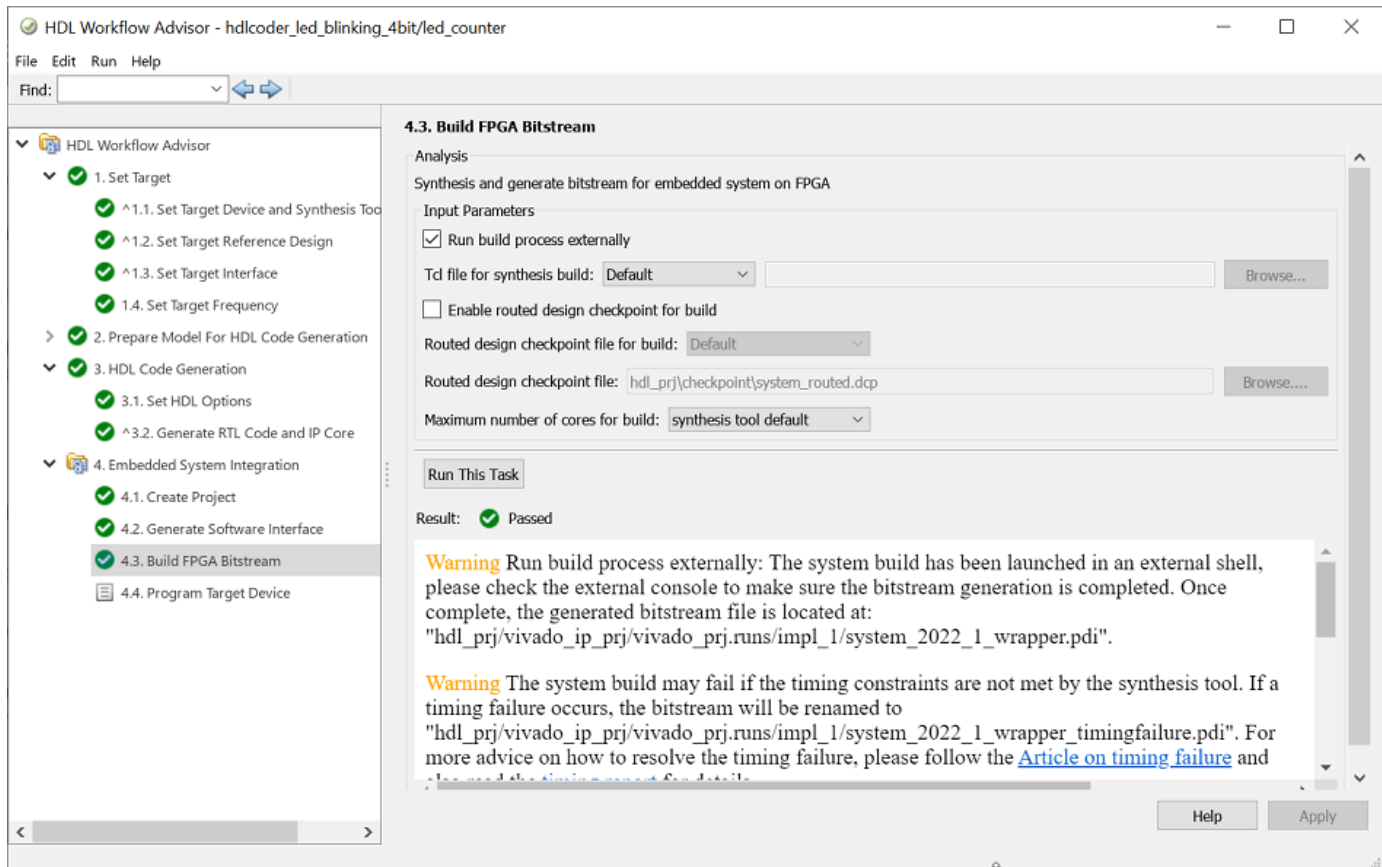 HDL Workflow Advisor - hdlcoder_led_blinking_4bit/led_counter
File Edit Run Help
Find:
HDL Workflow Advisor
1. Set Target
^1.1. Set Target Device and Synthesis Too
^1.2. Set Target Reference Design
^1.3. Set Target Interface
1.4. Set Target Frequency
2. Prepare Model For HDL Code Generation
3. HDL Code Generation
3.1. Set HDL Options
^3.2. Generate RTL Code and IP Core
4. Embedded System Integration
4.1. Create Project
4.2. Generate Software Interface
4.3. Build FPGA Bitstream
4.4. Program Target Device
4.3. Build FPGA Bitstream
Analysis
Synthesis and generate bitstream for embedded system on FPGA
Input Parameters
Run build process externally
Tcl file for synthesis build: Default Browse...
Enable routed design checkpoint for build
Routed design checkpoint file for build: Default
Routed design checkpoint file: hdl_prj\checkpoint\system_routed.dcp Browse....
Maximum number of cores for build: synthesis tool default
Run This Task
Result: Passed
Warning Run build process externally: The system build has been launched in an external shell,
please check the external console to make sure the bitstream generation is completed. Once
complete, the generated bitstream file is located at:
"hdl_prj/vivado_ip_prj/vivado_prj.runs/impl_1/system_2022_1_wrapper.pdi".
Warning The system build may fail if the timing constraints are not met by the synthesis tool. If a
timing failure occurs, the bitstream will be renamed to
"hdl_prj/vivado_ip_prj/vivado_prj.runs/impl_1/system_2022_1_wrapper_timingfailure.pdi". For
more advice on how to resolve the timing failure, please follow the Article on timing failure and
also read the timing report for details.
Help Apply